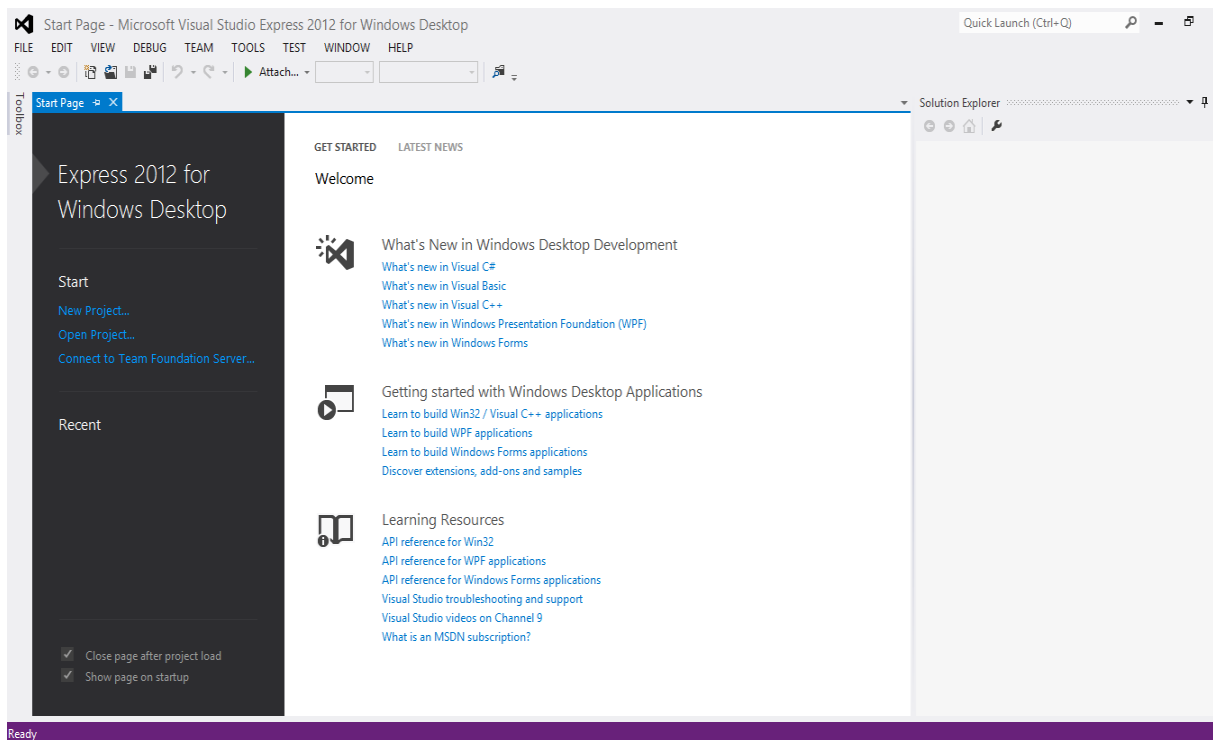 Start Page - Microsoft Visual Studio Express 2012 for Windows Desktop
Quick Launch (Ctrl+Q)
FILE EDIT VIEW DEBUG TEAM TOOLS TEST WINDOW HELP
Attach...
Toolbox
Start Page
Solution Explorer
Express 2012 for
Windows Desktop
Start
New Project...
Open Project...
Connect to Team Foundation Server...
Recent
Close page after project load
Show page on startup
GET STARTED LATEST NEWS
Welcome
What's New in Windows Desktop Development
What's new in Visual C#
What's new in Visual Basic
What's new in Visual C++
What's new in Windows Presentation Foundation (WPF)
What's new in Windows Forms
Getting started with Windows Desktop Applications
Learn to build Win32 / Visual C++ applications
Learn to build WPF applications
Learn to build Windows Forms applications
Discover extensions, add-ons and samples
Learning Resources
API reference for Win32
API reference for WPF applications
API reference for Windows Forms applications
Visual Studio troubleshooting and support
Visual Studio videos on Channel 9
What is an MSDN subscription?
Ready